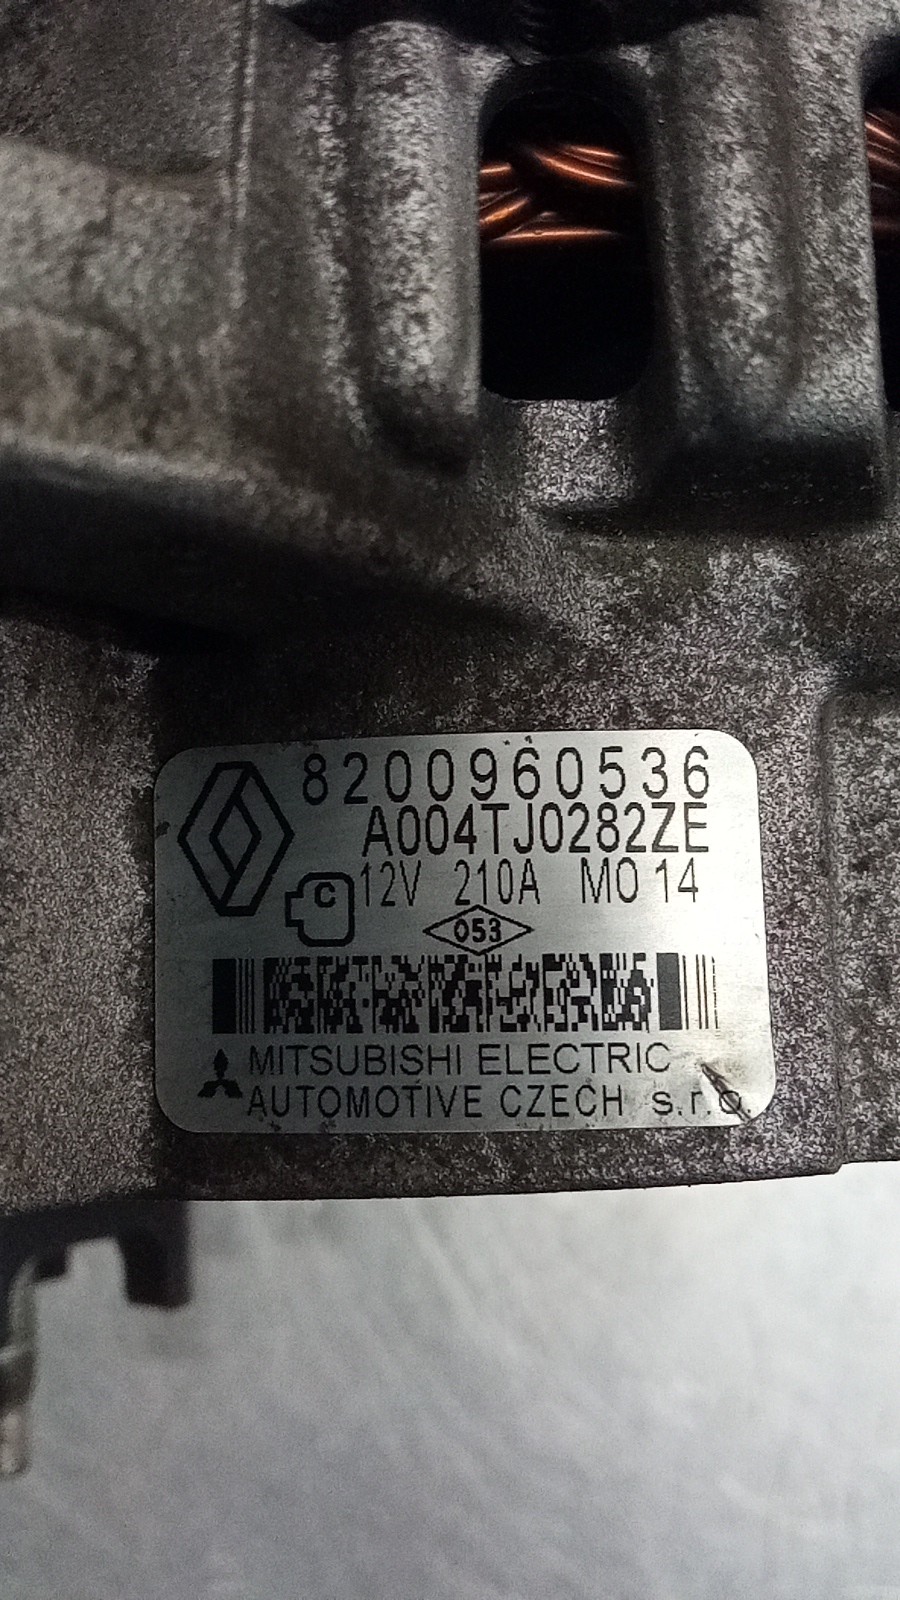 8200960536
A004TJ0282ZE
C 12V 210A MO 14
053
MITSUBISHI ELECTRIC
AUTOMOTIVE CZECH s.r.o.